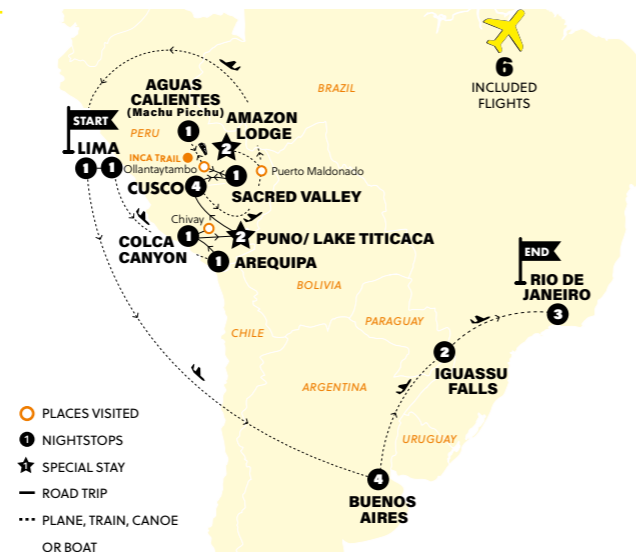 6
INCLUDED
FLIGHTS
BRAZIL
AGUAS
CALIENTES
(Machu Picchu)
1
AMAZON
LODGE
2
START
PERU
LIMA
1 1
INCA TRAIL
Ollantaytambo
Puerto Maldonado
CUSCO 4
1
SACRED VALLEY
Chivay
COLCA
CANYON
1
2 PUNO/ LAKE TITICACA
1 AREQUIPA
BOLIVIA
END
RIO DE
JANEIRO
3
CHILE
PARAGUAY
2
IGUASSU
FALLS
ARGENTINA
URUGUAY
4
BUENOS
AIRES
PLACES VISITED
1 NIGHTSTOPS
1 SPECIAL STAY
ROAD TRIP
PLANE, TRAIN, CANOE
OR BOAT